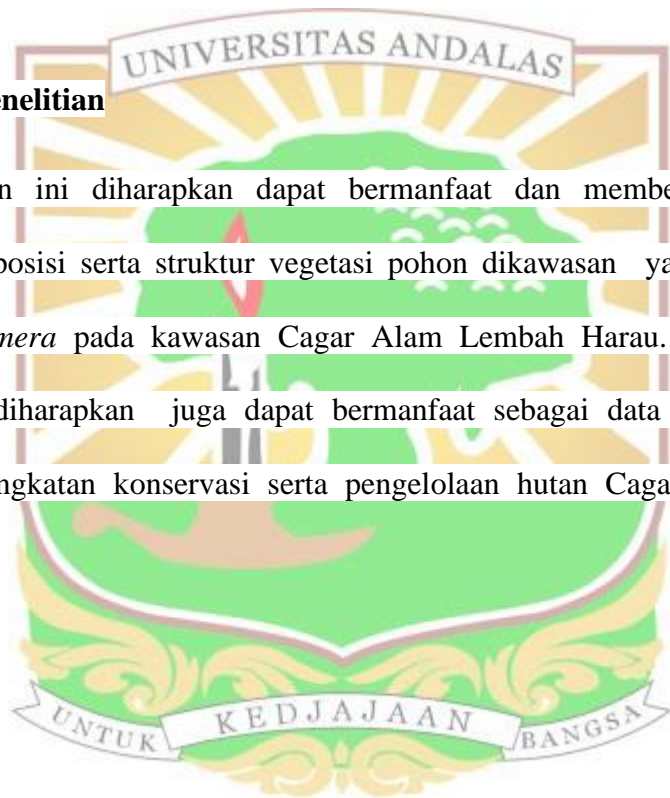 UNIVERSITAS ANDALAS
enelitian
n ini diharapkan dapat bermanfaat dan membe
posisi serta struktur vegetasi pohon dikawasan ya
mera pada kawasan Cagar Alam Lembah Harau.
diharapkan juga dapat bermanfaat sebagai data
ngkatan konservasi serta pengelolaan hutan Caga
UNTUK KEDJAJAAN BANGSA